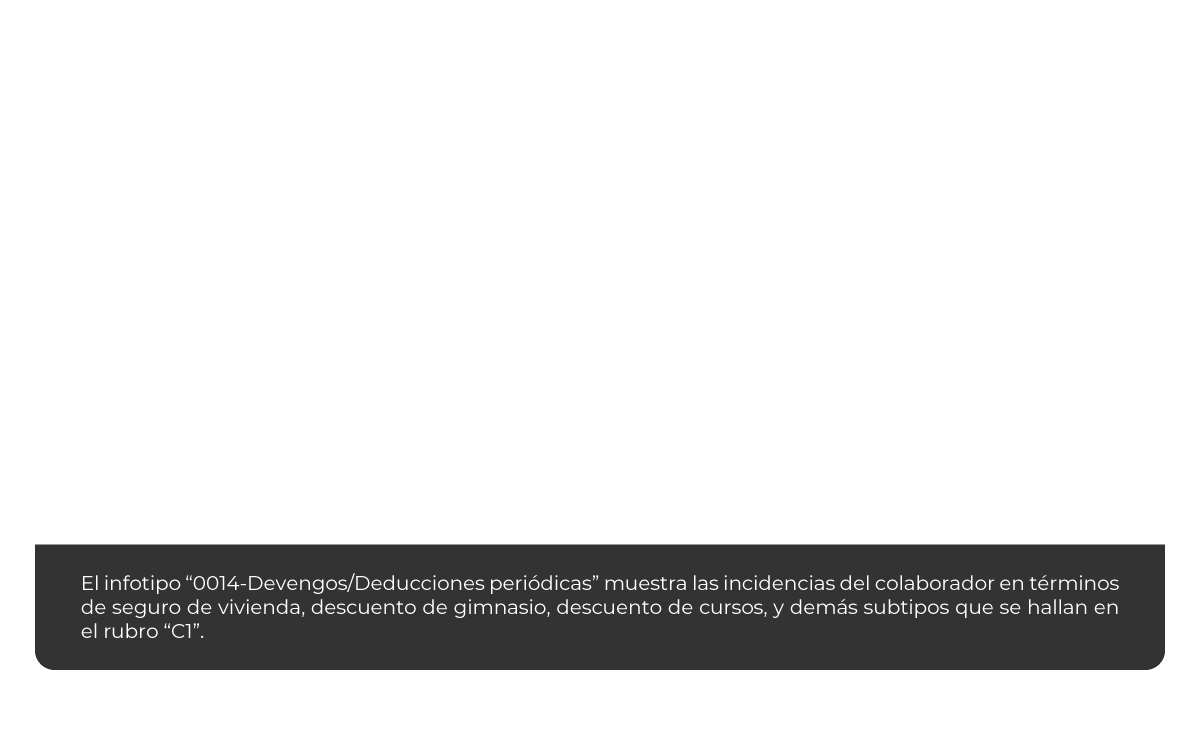 El infotipo “0014-Devengos/Deducciones periódicas” muestra las incidencias del colaborador en términos
de seguro de vivienda, descuento de gimnasio, descuento de cursos, y demás subtipos que se hallan en
el rubro “C1”.